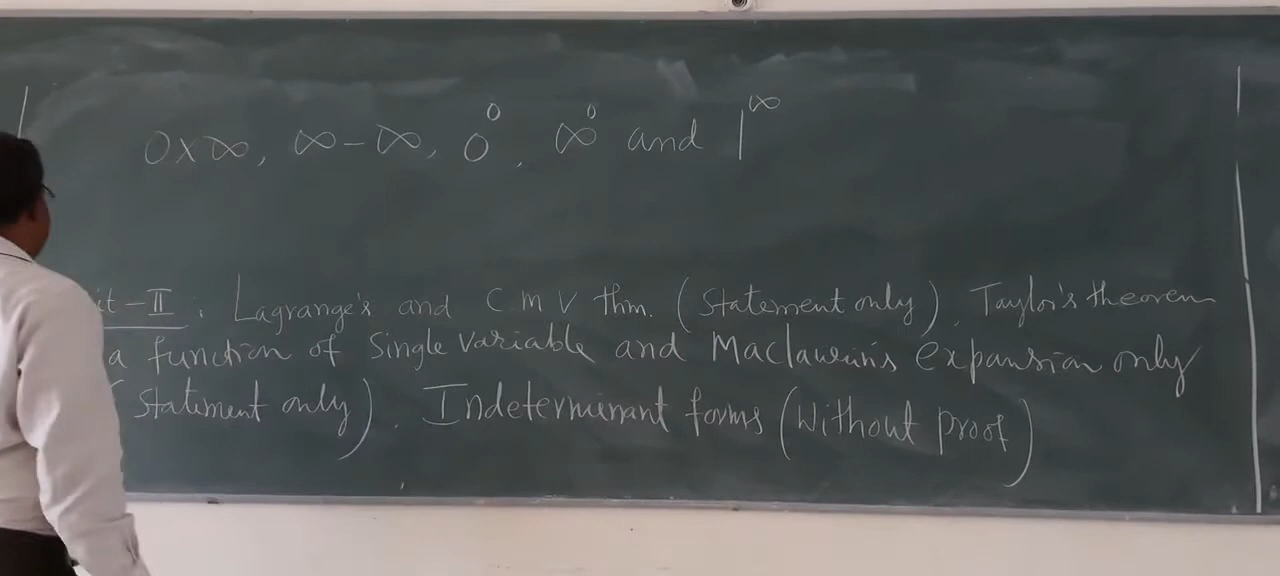 0×∞, ∞-∞, 0⁰, ∞⁰ and 1^∞
it-II : Lagrange's and C M V thm. (Statement only). Taylor's theorem
a function of Single Variable and Maclaurin's expansion only
(Statement only). Indeterminant forms (Without proof)